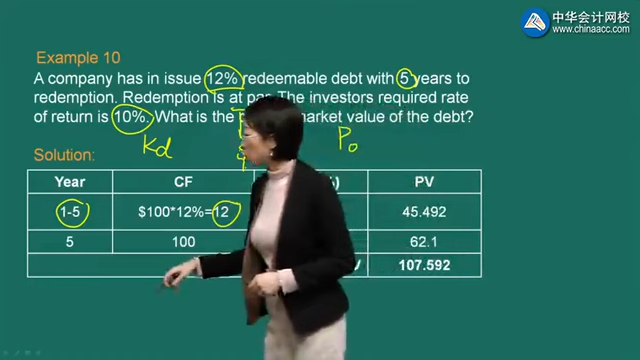 中华会计网校
www.chinaacc.com
Example 10
A company has in issue 12% redeemable debt with 5 years to
redemption. Redemption is at par. The investors required rate
of return is 10%. What is the market value of the debt?
Kd
P₀
Solution:
Year CF PV
1-5 $100*12%=12 45.492
5 100 62.1
107.592